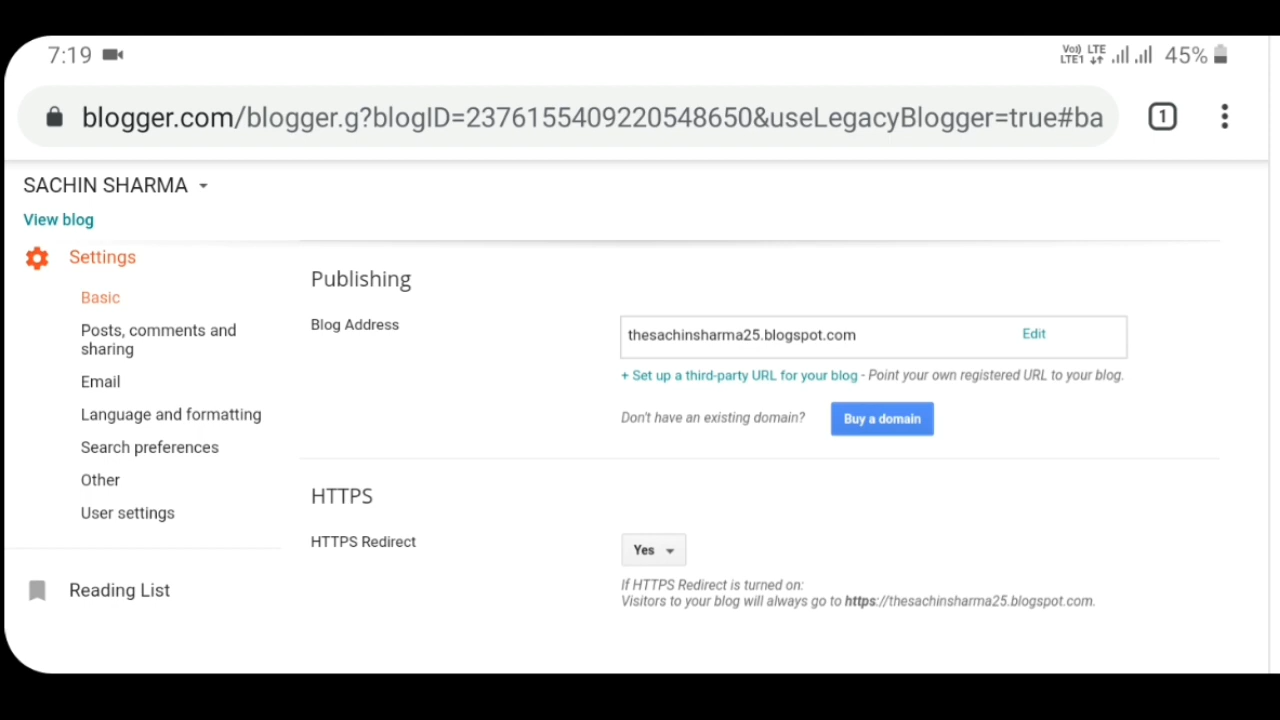 7:19
Vo)) LTE
LTE1
45%
blogger.com/blogger.g?blogID=2376155409220548650&useLegacyBlogger=true#ba
1
SACHIN SHARMA
View blog
Settings
Basic
Posts, comments and
sharing
Email
Language and formatting
Search preferences
Other
User settings
Reading List
Publishing
Blog Address
thesachinsharma25.blogspot.com
Edit
+ Set up a third-party URL for your blog - Point your own registered URL to your blog.
Don't have an existing domain?
Buy a domain
HTTPS
HTTPS Redirect
Yes
If HTTPS Redirect is turned on:
Visitors to your blog will always go to https://thesachinsharma25.blogspot.com.